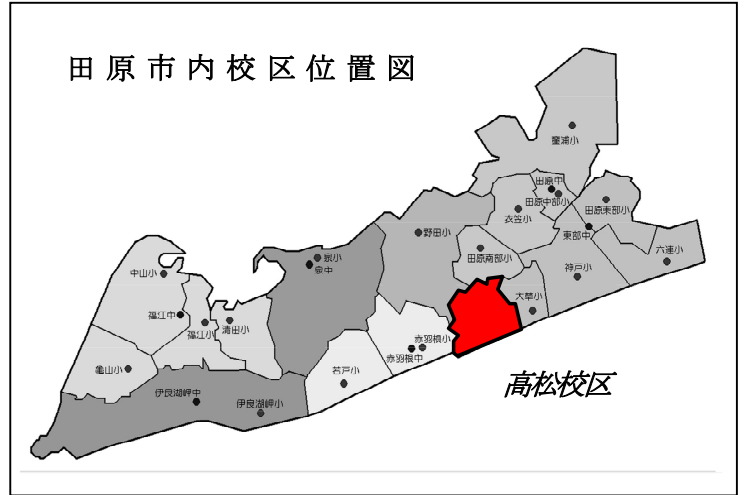 田原市内校区位置図
童浦小
田原中
田原中部小
衣笠小
田原東部小
野田小
東部中
田原南部小
六連小
神戸小
泉小
泉中
中山小
大草小
福江中
福江小
清田小
赤羽根小
赤羽根中
亀山小
若戸小
高松校区
伊良湖岬中
伊良湖岬小